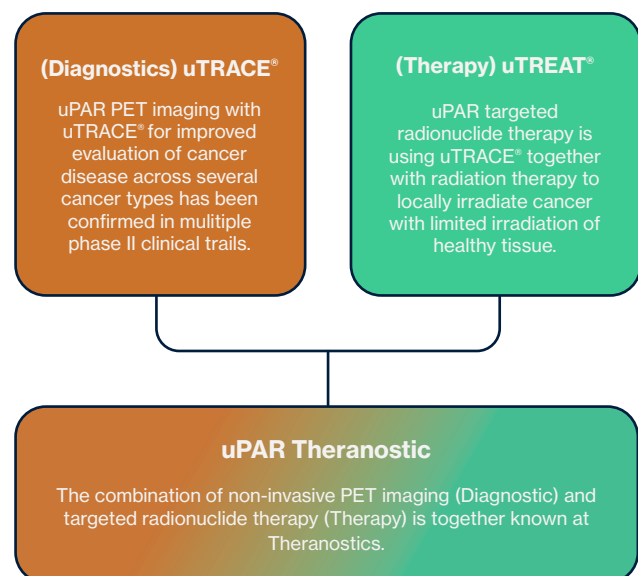 (Diagnostics) uTRACE®
uPAR PET imaging with
uTRACE® for improved
evaluation of cancer
disease across several
cancer types has been
confirmed in mulitiple
phase II clinical trails.
(Therapy) uTREAT®
uPAR targeted
radionuclide therapy is
using uTRACE® together
with radiation therapy to
locally irradiate cancer
with limited irradiation of
healthy tissue.
uPAR Theranostic
The combination of non-invasive PET imaging (Diagnostic) and
targeted radionuclide therapy (Therapy) is together known at
Theranostics.